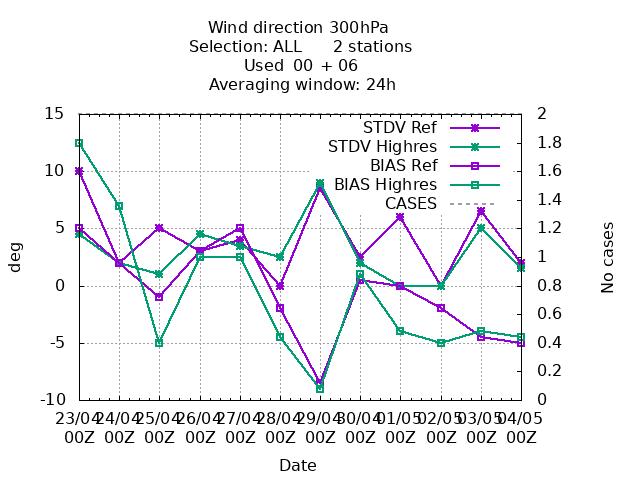 Wind direction 300hPa
Selection: ALL 2 stations
Used 00 + 06
Averaging window: 24h
15
10
5
0
-5
-10
deg
2
1.8
1.6
1.4
1.2
1
0.8
0.6
0.4
0.2
0
No cases
STDV Ref
STDV Highres
BIAS Ref
BIAS Highres
CASES
23/04 24/04 25/04 26/04 27/04 28/04 29/04 30/04 01/05 02/05 03/05 04/05
00Z 00Z 00Z 00Z 00Z 00Z 00Z 00Z 00Z 00Z 00Z 00Z
Date